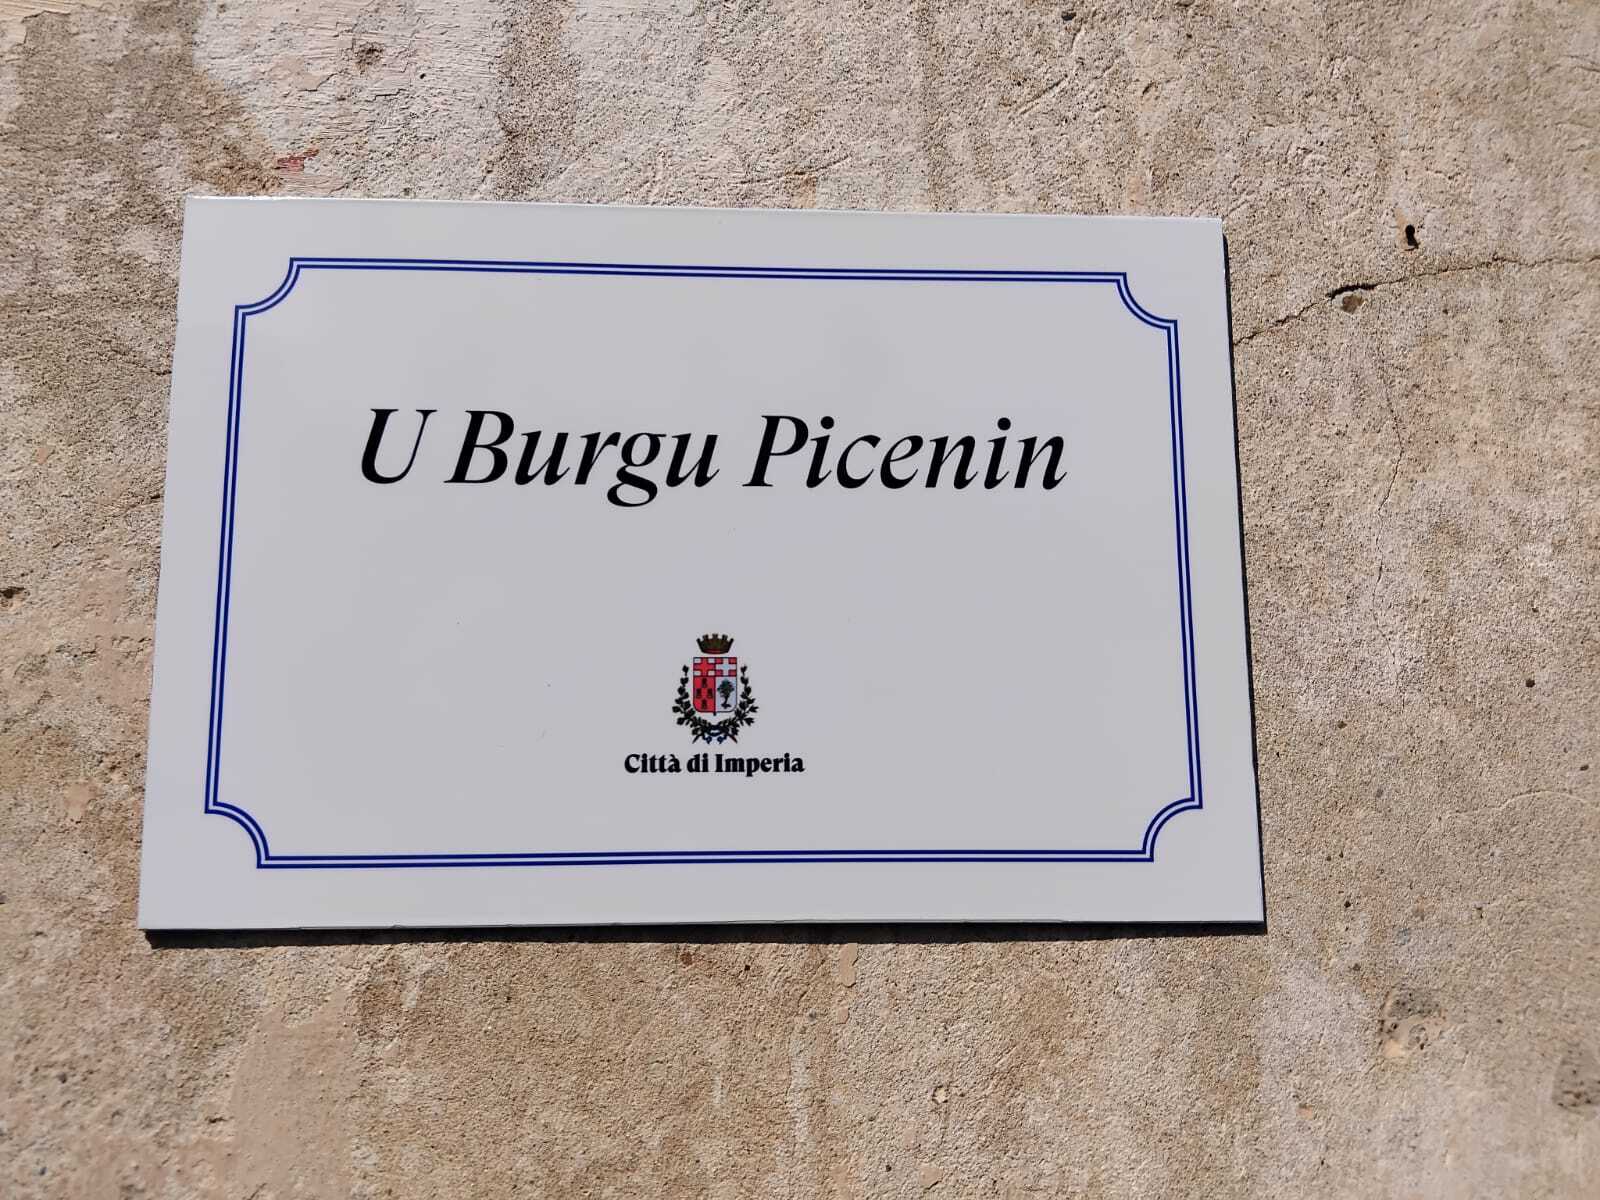 U Burgu Picenin
Città di Imperia